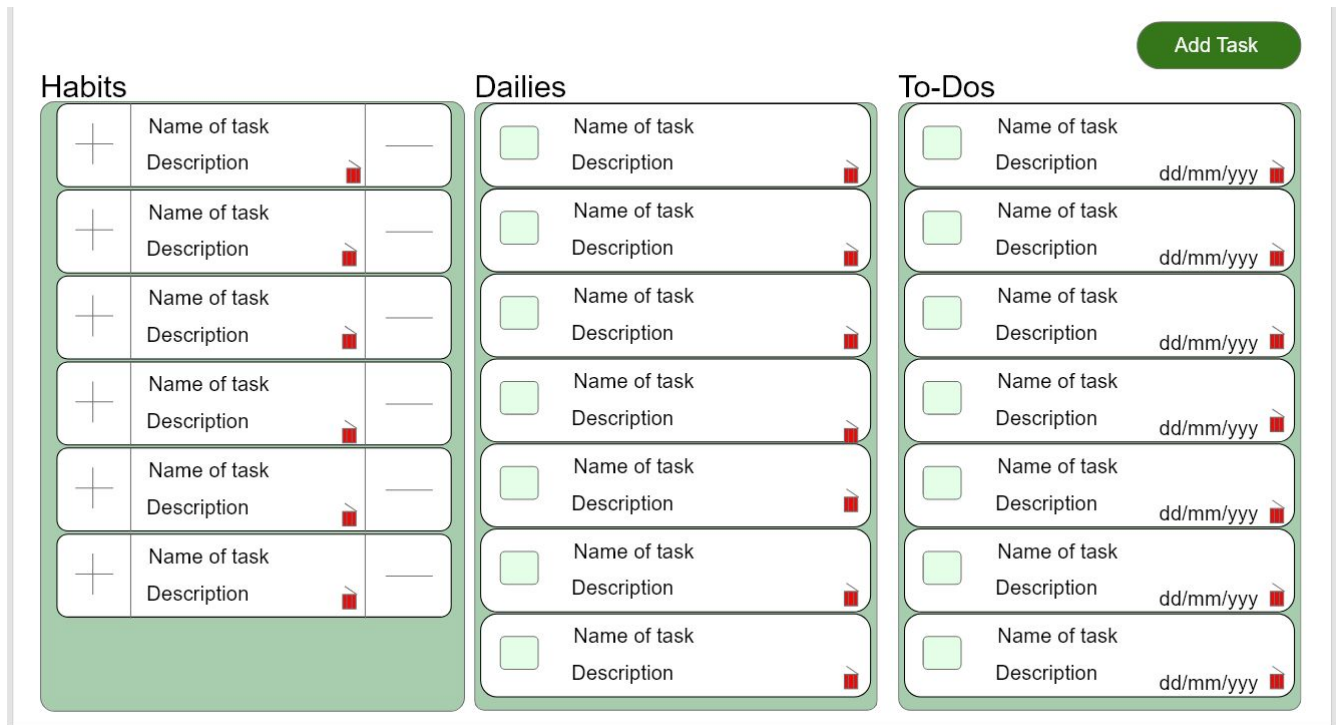 Add Task
Habits
Name of task
Description
Name of task
Description
Name of task
Description
Name of task
Description
Name of task
Description
Name of task
Description
Dailies
Name of task
Description
Name of task
Description
Name of task
Description
Name of task
Description
Name of task
Description
Name of task
Description
Name of task
Description
To-Dos
Name of task
Description
dd/mm/yyy
Name of task
Description
dd/mm/yyy
Name of task
Description
dd/mm/yyy
Name of task
Description
dd/mm/yyy
Name of task
Description
dd/mm/yyy
Name of task
Description
dd/mm/yyy
Name of task
Description
dd/mm/yyy